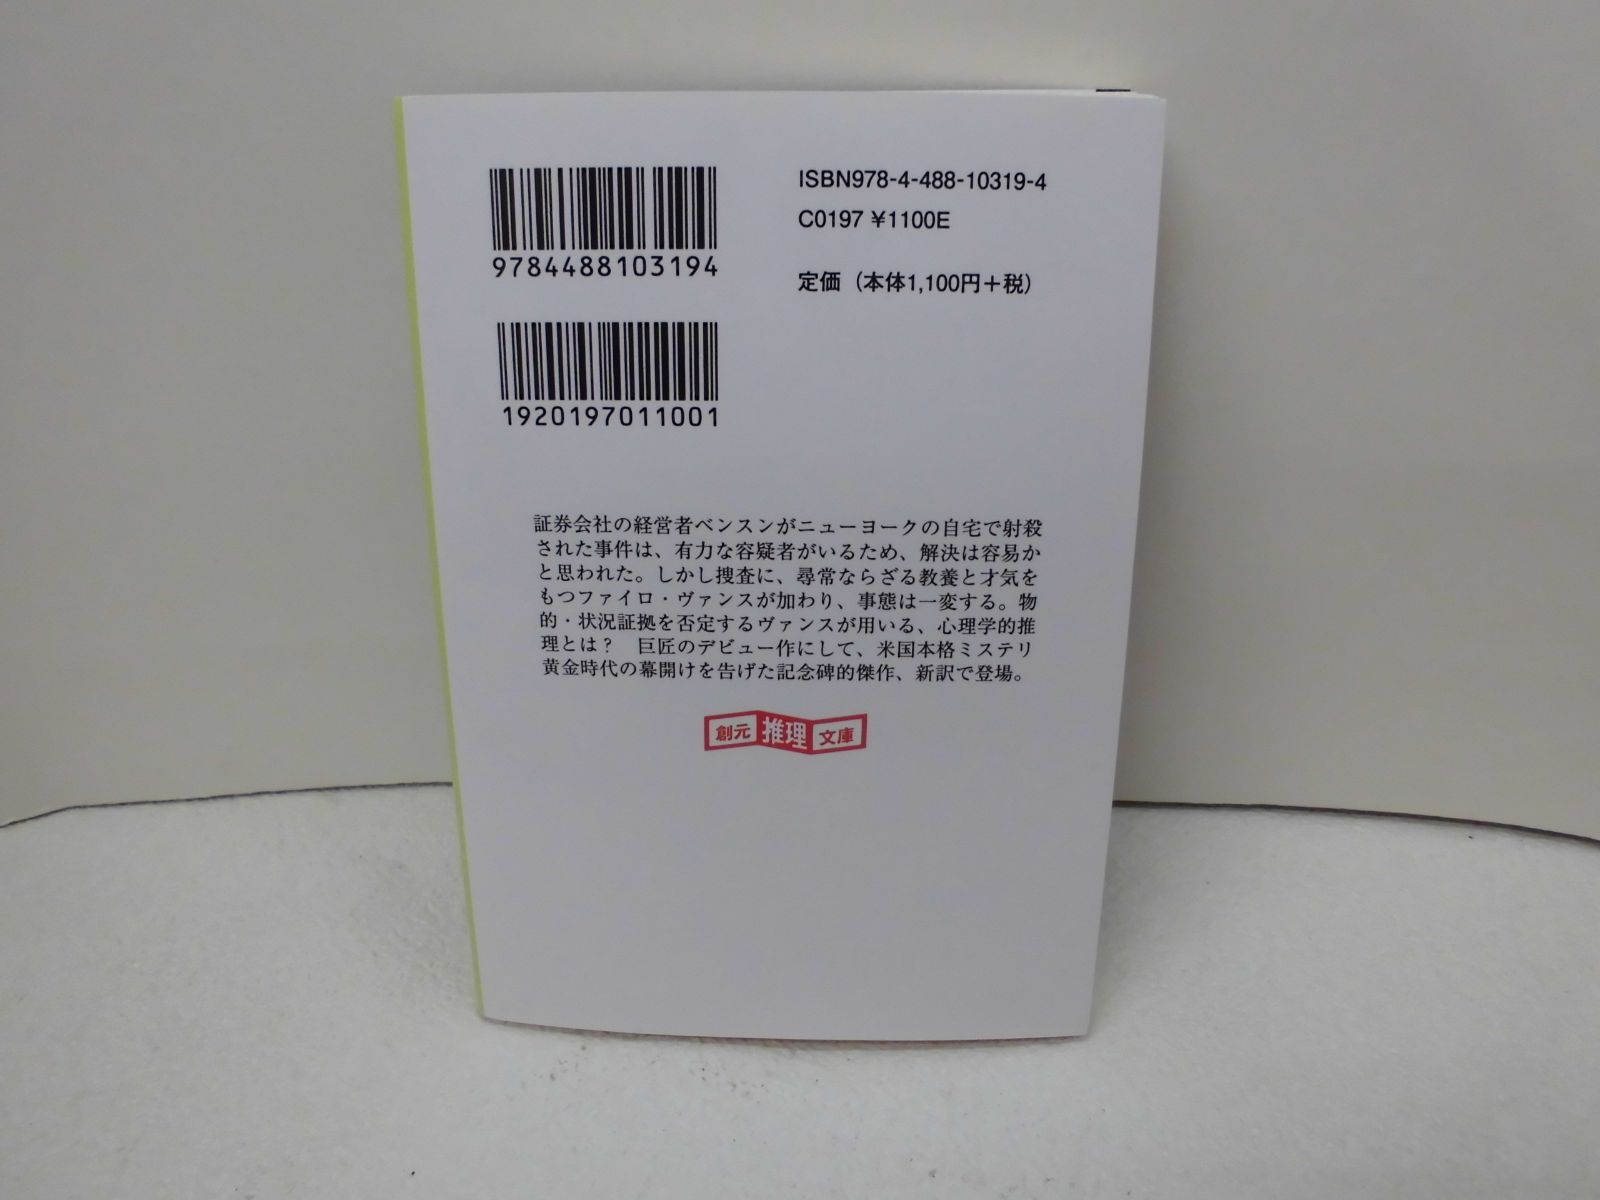 9784488103194
1920197011001
ISBN978-4-488-10319-4
C0197 ¥1100E
定価（本体1,100円＋税）
証券会社の経営者ベンスンがニューヨークの自宅で射殺
された事件は、有力な容疑者がいるため、解決は容易か
と思われた。しかし捜査に、尋常ならざる教養と才気を
もつファイロ・ヴァンスが加わり、事態は一変する。物
的・状況証拠を否定するヴァンスが用いる、心理学的推
理とは？　巨匠のデビュー作にして、米国本格ミステリ
黄金時代の幕開けを告げた記念碑的傑作、新訳で登場。
創元推理文庫